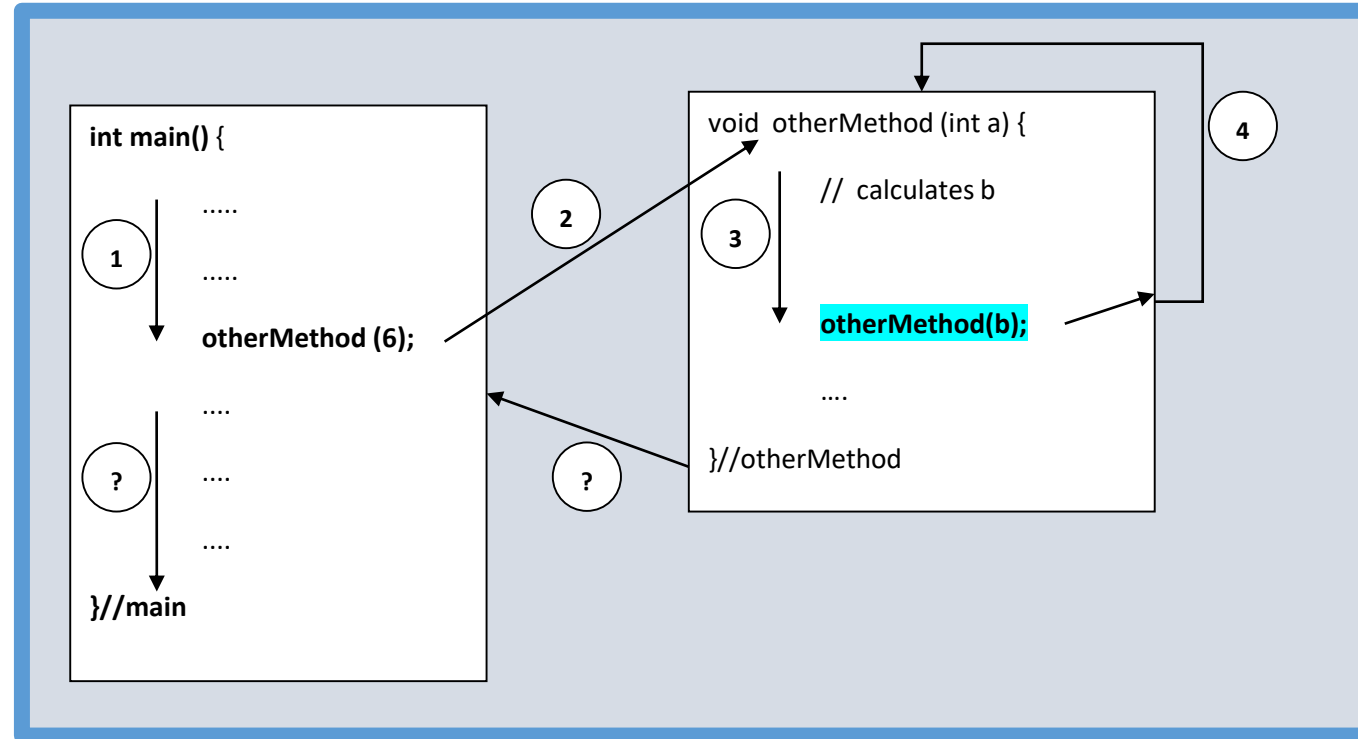 int main() {
.....
1
.....
otherMethod (6);
....
?
....
....
}//main
2
?
void  otherMethod (int a) {
//  calculates b
3
otherMethod(b);
....
}//otherMethod
4